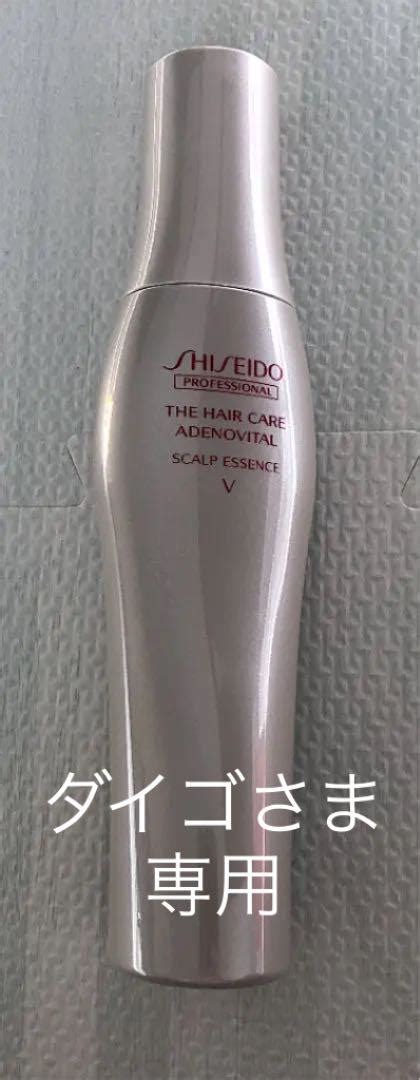 SHISEIDO
PROFESSIONAL
THE HAIR CARE
ADENOVITAL
SCALP ESSENCE
V
ダイゴさま
専用